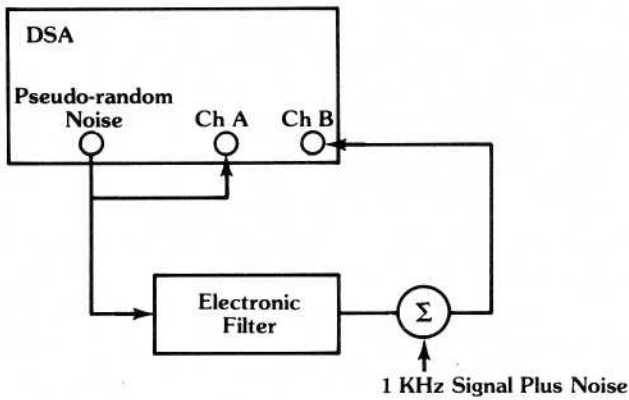 DSA
Pseudo-random
Noise
Ch A
Ch B
Electronic
Filter
Σ
1 KHz Signal Plus Noise